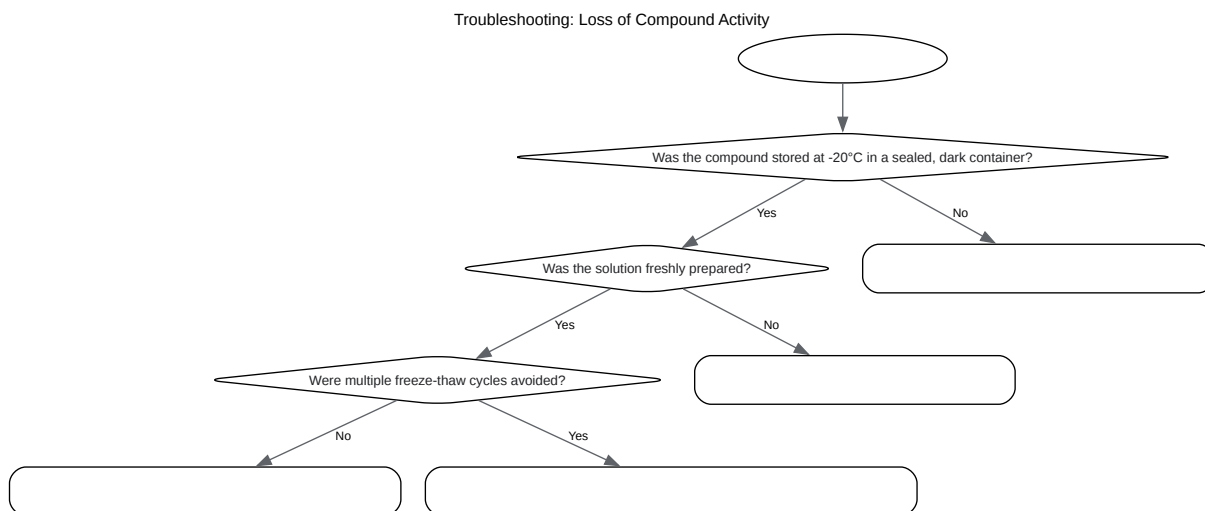 Troubleshooting: Loss of Compound Activity
Was the compound stored at -20°C in a sealed, dark container?
Yes
No
Was the solution freshly prepared?
Yes
No
Were multiple freeze-thaw cycles avoided?
No
Yes